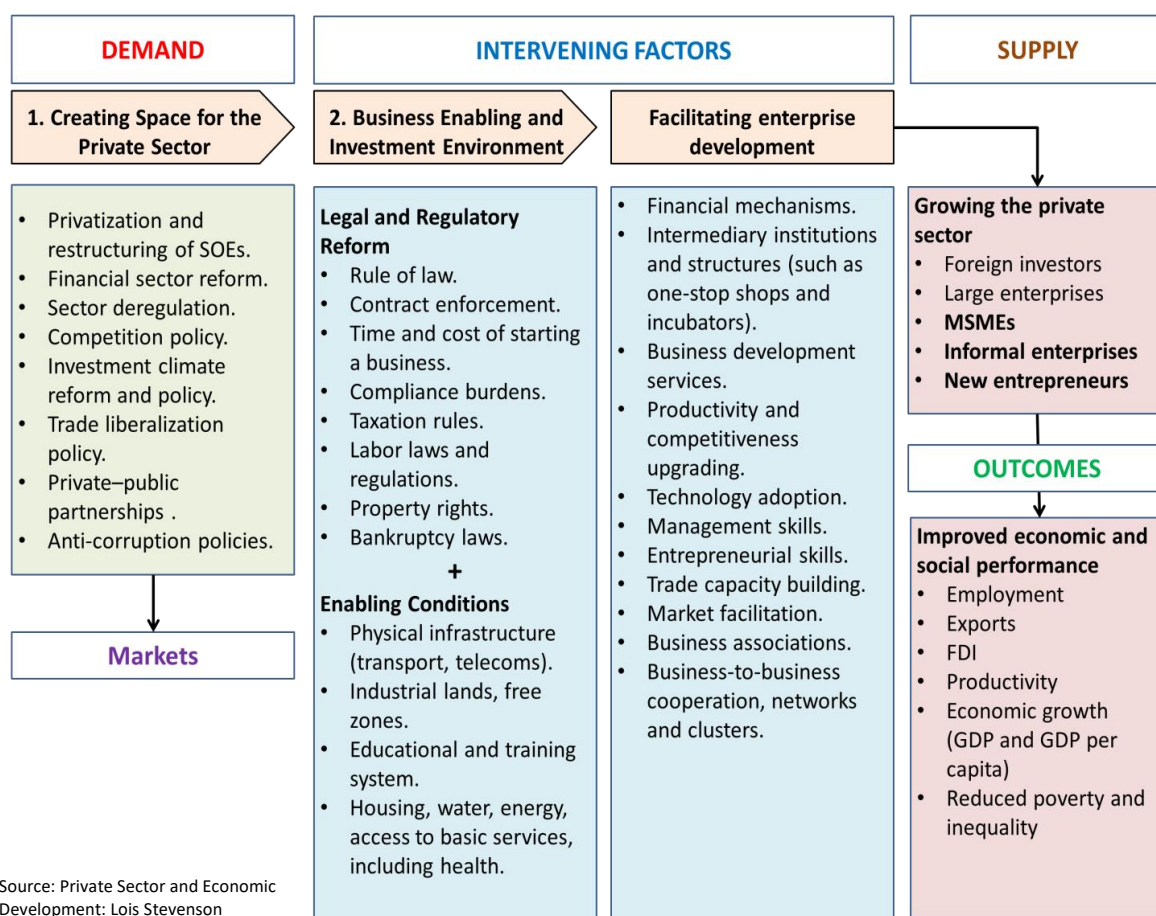 DEMAND
INTERVENING FACTORS
SUPPLY
1. Creating Space for the
Private Sector
2. Business Enabling and
Investment Environment
Facilitating enterprise
development
• Privatization and
restructuring of SOEs.
• Financial sector reform.
• Sector deregulation.
• Competition policy.
• Investment climate
reform and policy.
• Trade liberalization
policy.
• Private–public
partnerships .
• Anti-corruption policies.
Markets
Legal and Regulatory
Reform
• Rule of law.
• Contract enforcement.
• Time and cost of starting
a business.
• Compliance burdens.
• Taxation rules.
• Labor laws and
regulations.
• Property rights.
• Bankruptcy laws.
+
Enabling Conditions
• Physical infrastructure
(transport, telecoms).
• Industrial lands, free
zones.
• Educational and training
system.
• Housing, water, energy,
access to basic services,
including health.
• Financial mechanisms.
• Intermediary institutions
and structures (such as
one-stop shops and
incubators).
• Business development
services.
• Productivity and
competitiveness
upgrading.
• Technology adoption.
• Management skills.
• Entrepreneurial skills.
• Trade capacity building.
• Market facilitation.
• Business associations.
• Business-to-business
cooperation, networks
and clusters.
Growing the private
sector
• Foreign investors
• Large enterprises
• MSMEs
• Informal enterprises
• New entrepreneurs
OUTCOMES
Improved economic and
social performance
• Employment
• Exports
• FDI
• Productivity
• Economic growth
(GDP and GDP per
capita)
• Reduced poverty and
inequality
Source: Private Sector and Economic
Development: Lois Stevenson